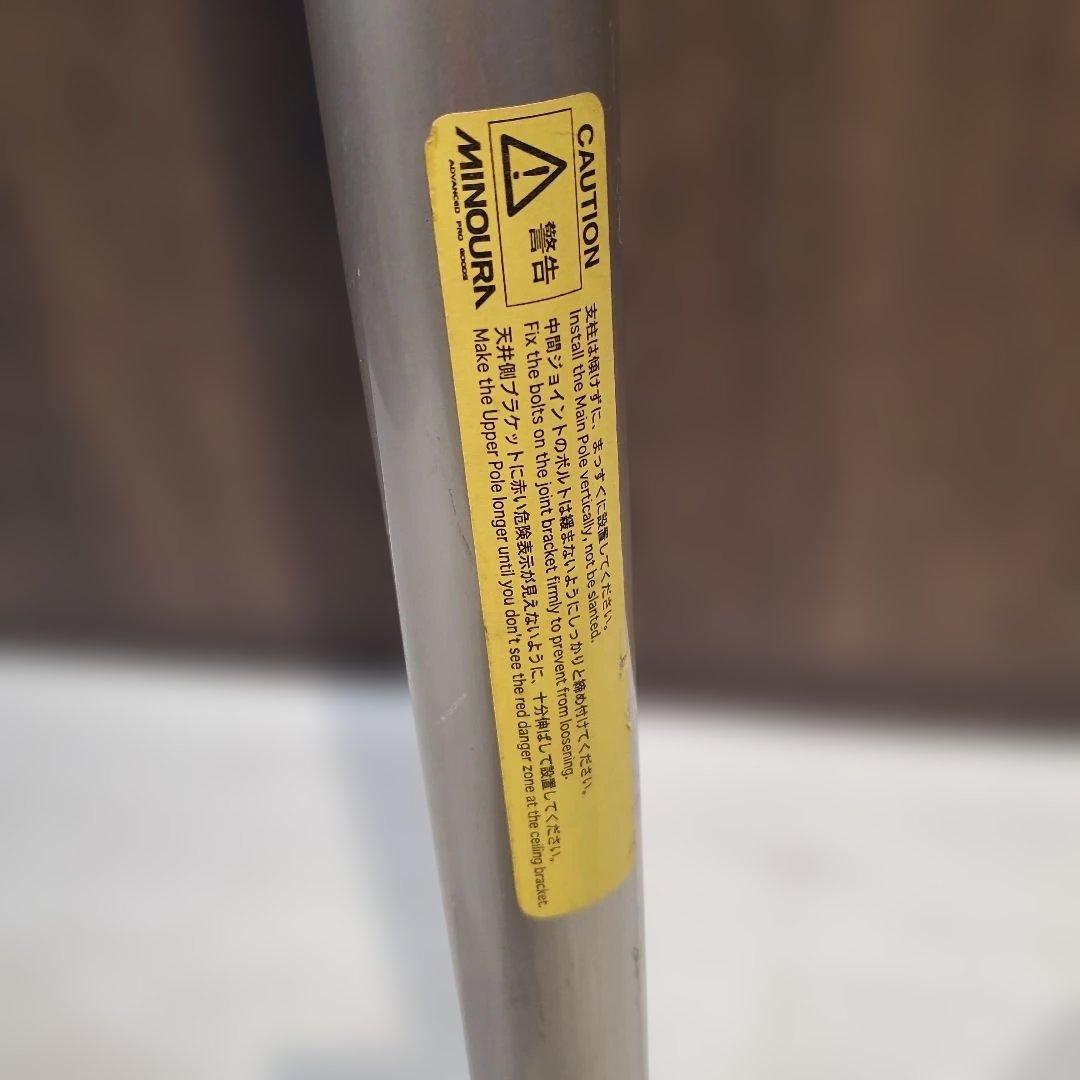 CAUTION
警告
MINOURA
ADVANCED PRO GOODS
支柱は傾けずに、まっすぐに設置してください。
Install the Main Pole vertically, not be slanted.
中間ジョイントのボルトは緩まないようにしっかりと締め付けてください。
Fix the bolts on the joint bracket firmly to prevent from loosening.
天井側ブラケットに赤い危険表示が見えないように、十分伸ばして設置してください。
Make the Upper Pole longer until you don't see the red danger zone at the ceiling bracket.